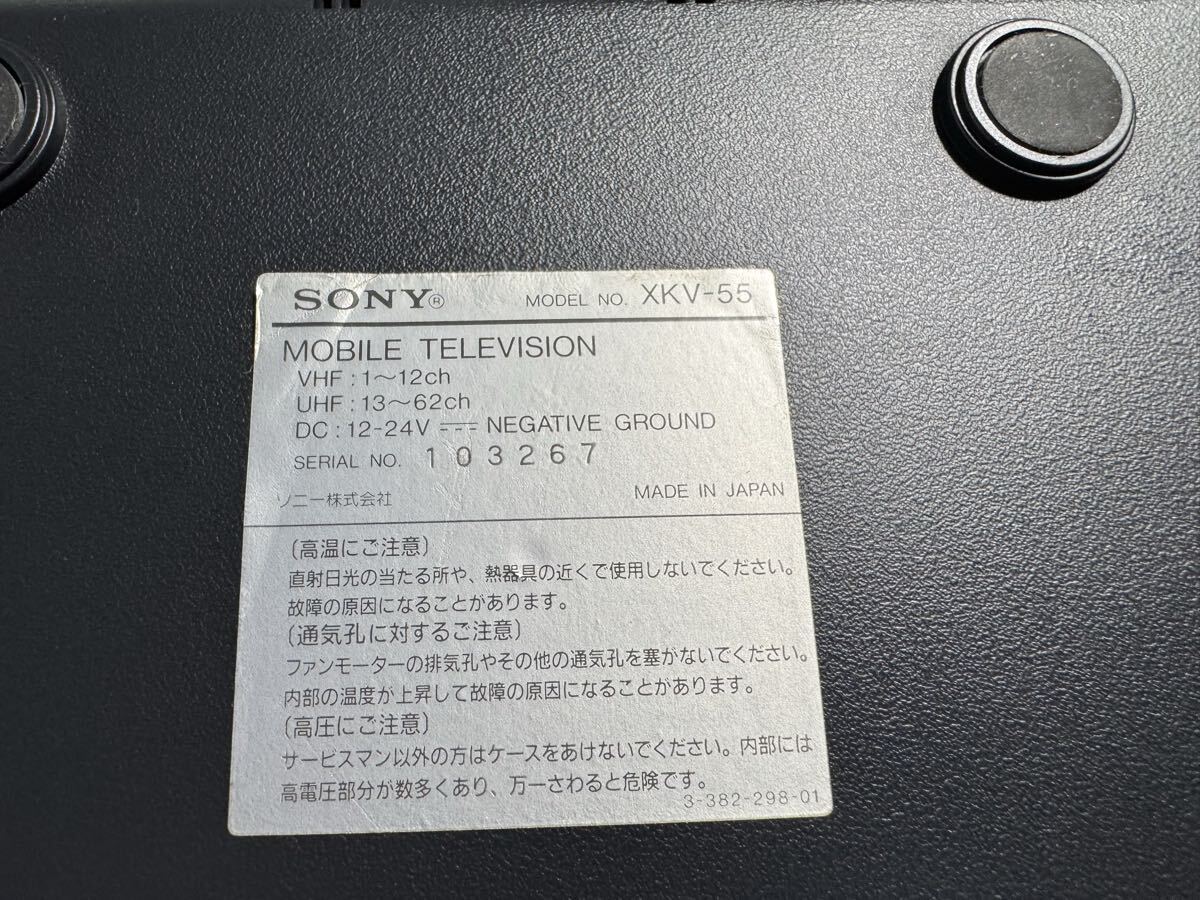 SONY® MODEL NO. XKV-55
MOBILE TELEVISION
VHF : 1〜12ch
UHF : 13〜62ch
DC : 12-24V ⎓ NEGATIVE GROUND
SERIAL NO. 103267
ソニー株式会社 MADE IN JAPAN
(高温にご注意)
直射日光の当たる所や、熱器具の近くで使用しないでください。
故障の原因になることがあります。
(通気孔に対するご注意)
ファンモーターの排気孔やその他の通気孔を塞がないでください。
内部の温度が上昇して故障の原因になることがあります。
(高圧にご注意)
サービスマン以外の方はケースをあけないでください。内部には
高電圧部分が数多くあり、万一さわると危険です。
3-382-298-01